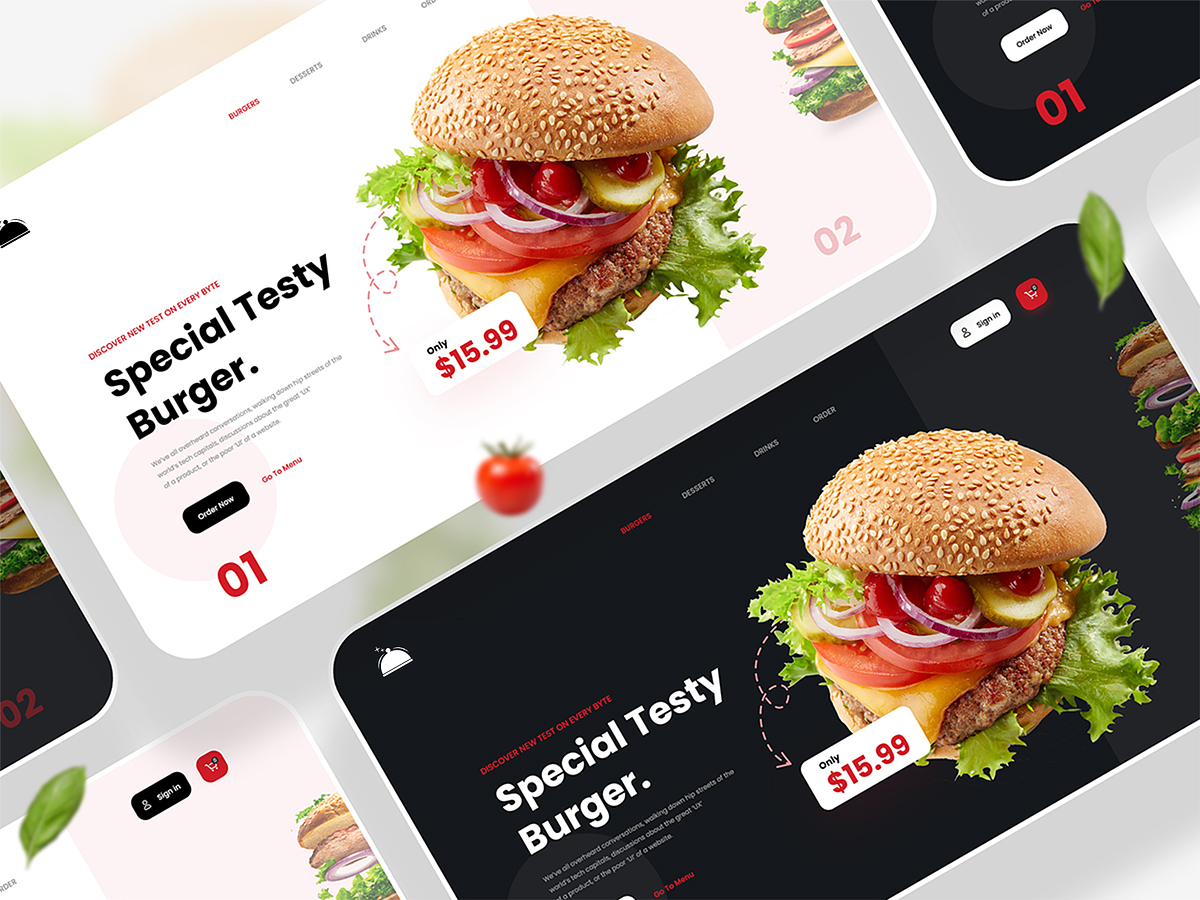 BURGERS
DESSERTS
DRINKS
DISCOVER NEW TEST ON EVERY BYTE
Special Testy
Burger.
We've all overheard conversations, walking down hip streets of the
world's tech capitals, discussions about the great 'UX'
of a product, or the poor 'UI' of a website.
Order Now
Go To Menu
01
Only
$15.99
02
Order Now
01
02
Sign in
Sign in
BURGERS
DESSERTS
DRINKS
ORDER
DISCOVER NEW TEST ON EVERY BYTE
Special Testy
Burger.
We've all overheard conversations, walking down hip streets of the
world's tech capitals, discussions about the great 'UX'
of a product, or the poor 'UI' of a website.
Go To Menu
Only
$15.99